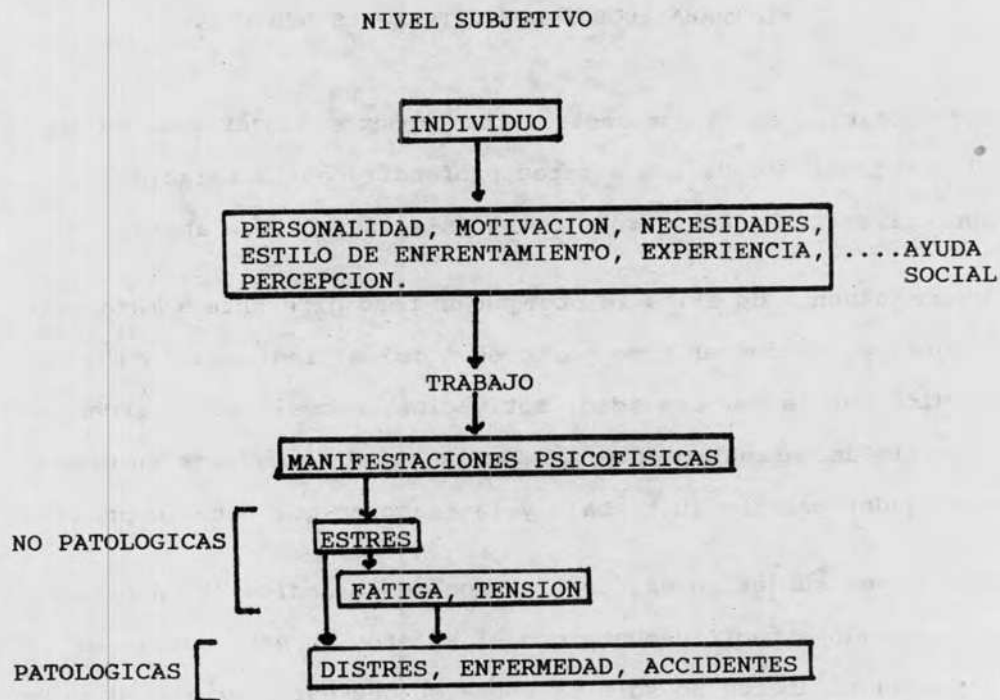 NIVEL SUBJETIVO
INDIVIDUO
PERSONALIDAD, MOTIVACION, NECESIDADES,
ESTILO DE ENFRENTAMIENTO, EXPERIENCIA, ....AYUDA
PERCEPCION. SOCIAL
TRABAJO
MANIFESTACIONES PSICOFISICAS
NO PATOLOGICAS
ESTRES
FATIGA, TENSION
PATOLOGICAS
DISTRES, ENFERMEDAD, ACCIDENTES